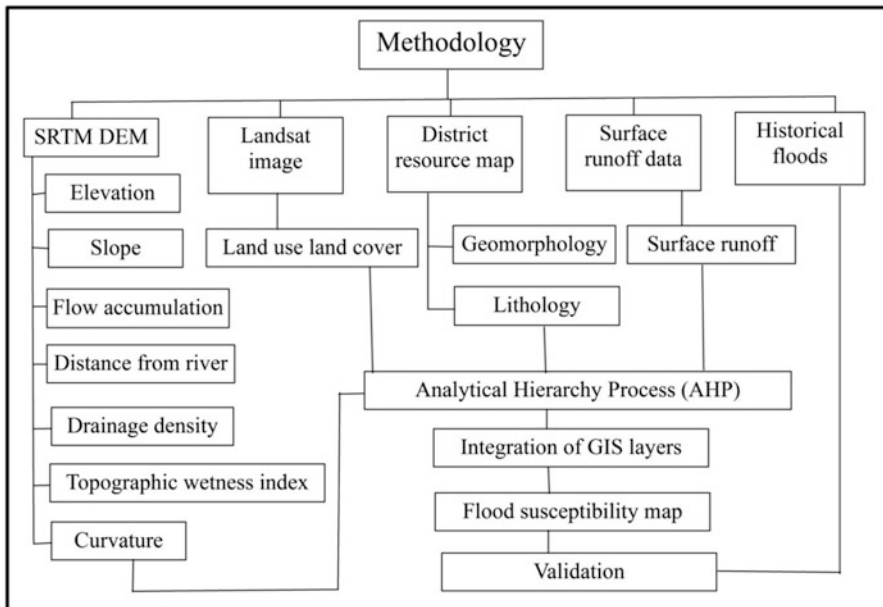 Methodology
SRTM DEM
Landsat
image
District
resource map
Surface
runoff data
Historical
floods
Elevation
Slope
Flow accumulation
Distance from river
Drainage density
Topographic wetness index
Curvature
Land use land cover
Geomorphology
Lithology
Surface runoff
Analytical Hierarchy Process (AHP)
Integration of GIS layers
Flood susceptibility map
Validation